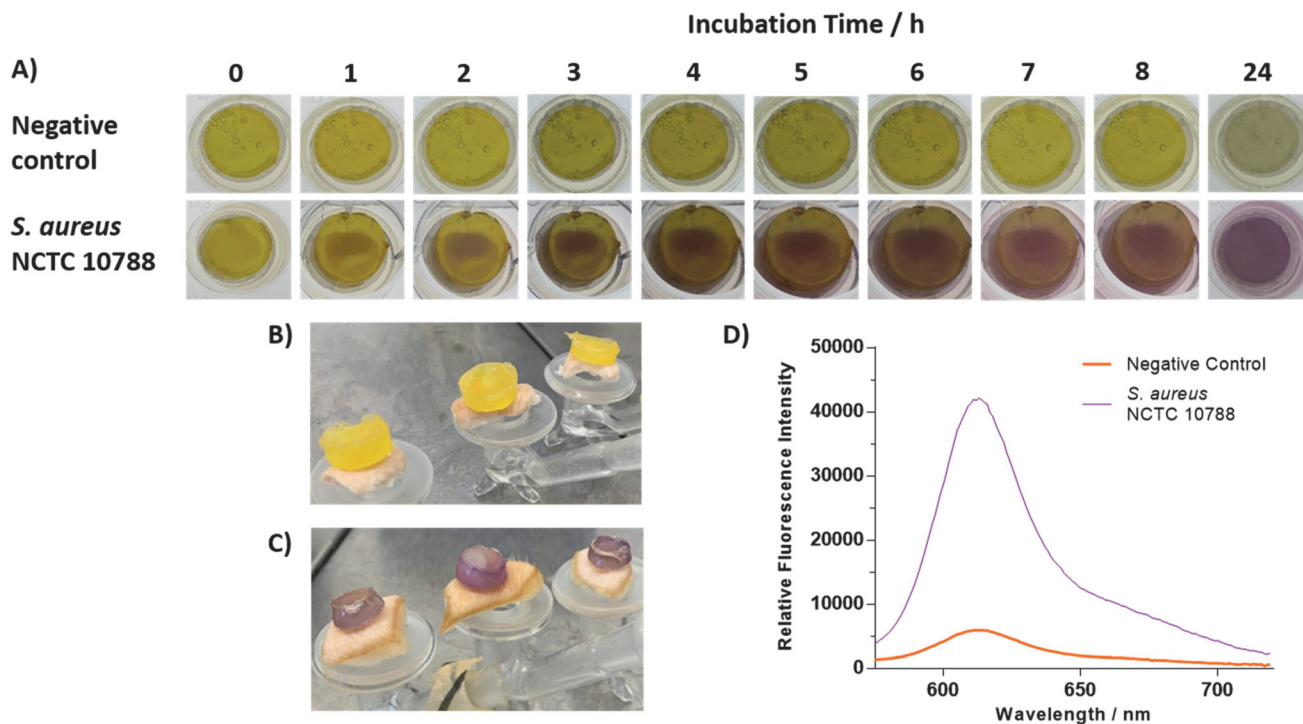 Incubation Time / h
A)
0 1 2 3 4 5 6 7 8 24
Negative
control
S. aureus
NCTC 10788
B)
C)
D)
50000
40000
30000
20000
10000
0
Relative Fluorescence Intensity
Negative Control
S. aureus
NCTC 10788
600 650 700
Wavelength / nm